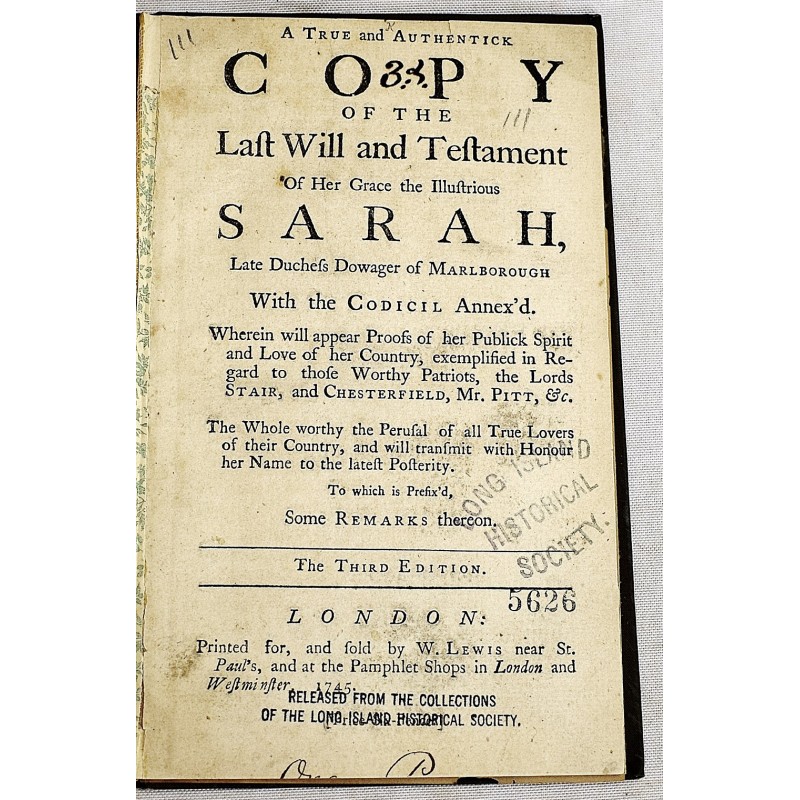 111
A TRUE and AUTHENTICK
COPY
OF THE
111
Laſt Will and Teſtament
Of Her Grace the Illuſtrious
SARAH,
Late Ducheſs Dowager of MARLBOROUGH
With the CODICIL Annex'd.
Wherein will appear Proofs of her Publick Spirit
and Love of her Country, exemplified in Re-
gard to thoſe Worthy Patriots, the Lords
STAIR, and CHESTERFIELD, Mr. PITT, &c.
The Whole worthy the Peruſal of all True Lovers
of their Country, and will tranſmit with Honour
her Name to the lateſt Poſterity.
To which is Prefix'd,
Some REMARKS thereon.
LONG ISLAND
HISTORICAL
SOCIETY.
The THIRD EDITION.
5626
LONDON:
Printed for, and ſold by W. LEWIS near St.
Paul's, and at the Pamphlet Shops in London and
Weſtminſter, 1745.
RELEASED FROM THE COLLECTIONS
OF THE LONG ISLAND HISTORICAL SOCIETY.